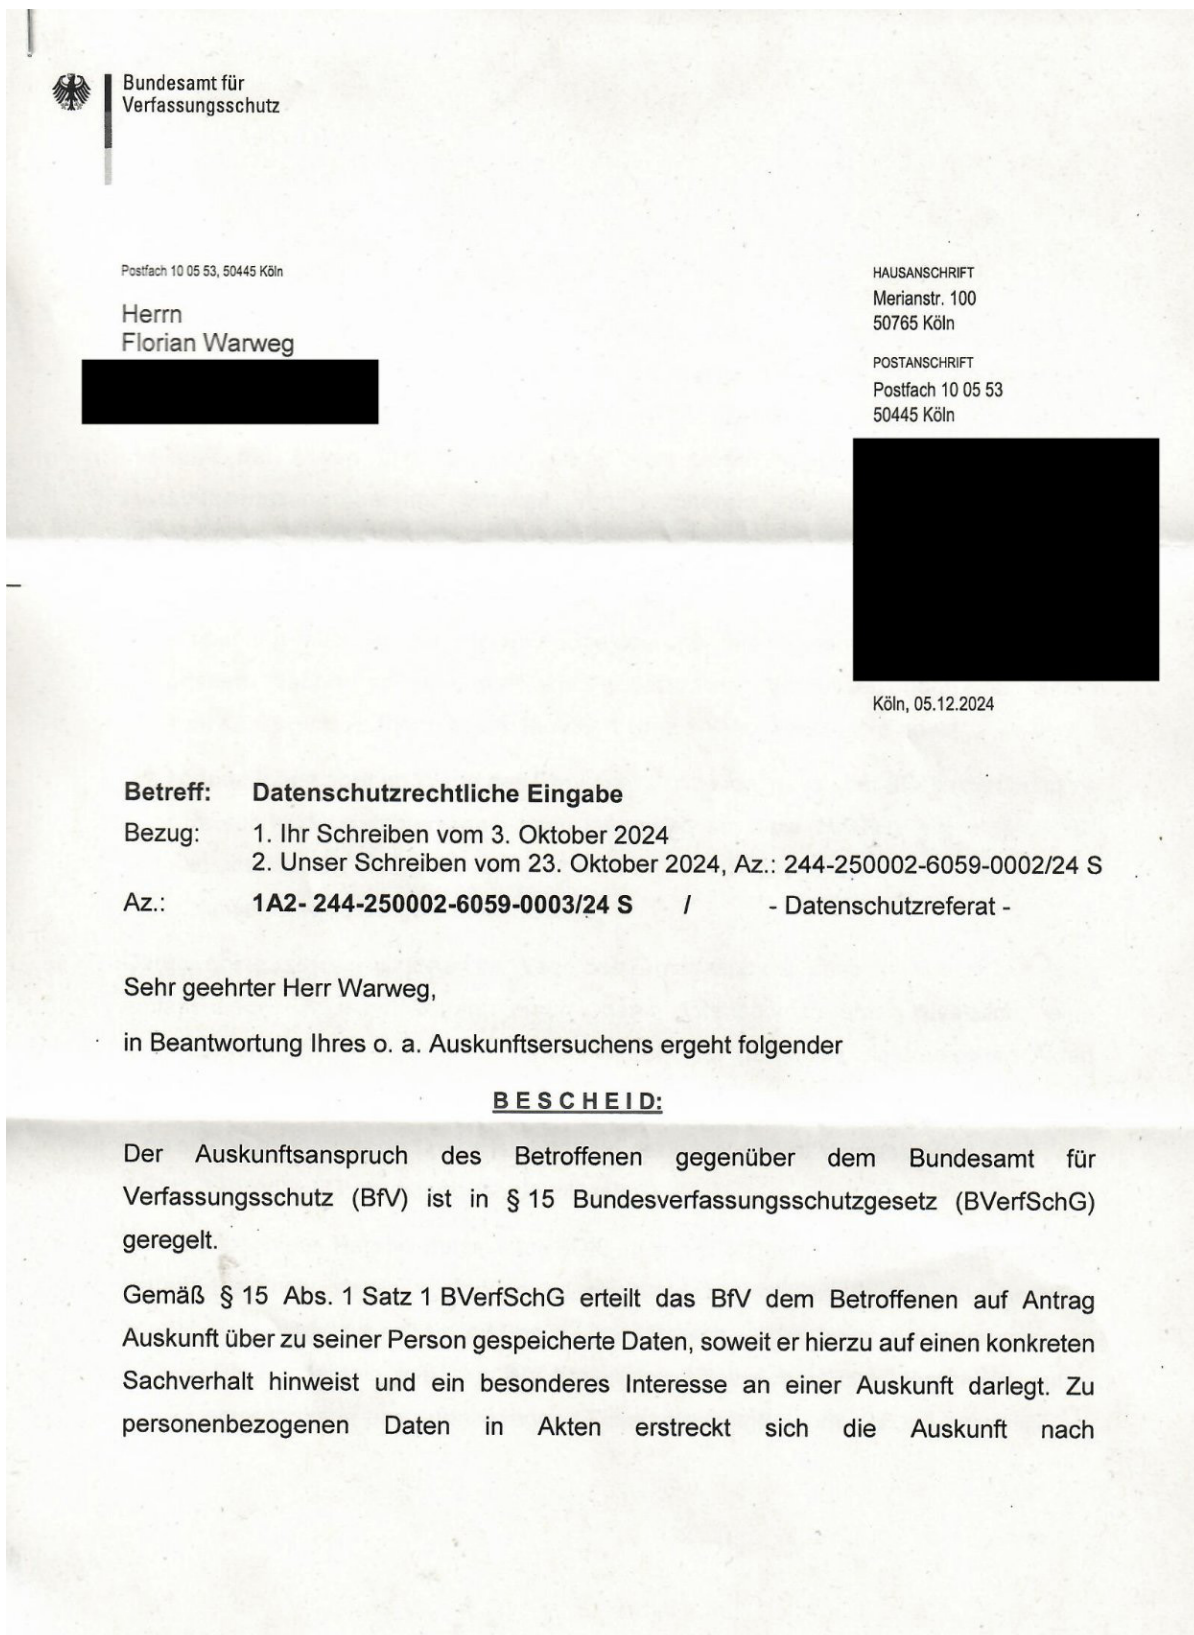 Bundesamt für
Verfassungsschutz
Postfach 10 05 53, 50445 Köln
Herrn
Florian Warweg
HAUSANSCHRIFT
Merianstr. 100
50765 Köln
POSTANSCHRIFT
Postfach 10 05 53
50445 Köln
Köln, 05.12.2024
Betreff: Datenschutzrechtliche Eingabe
Bezug: 1. Ihr Schreiben vom 3. Oktober 2024
2. Unser Schreiben vom 23. Oktober 2024, Az.: 244-250002-6059-0002/24 S
Az.: 1A2- 244-250002-6059-0003/24 S / - Datenschutzreferat -
Sehr geehrter Herr Warweg,
in Beantwortung Ihres o. a. Auskunftsersuchens ergeht folgender
BESCHEID:
Der Auskunftsanspruch des Betroffenen gegenüber dem Bundesamt für
Verfassungsschutz (BfV) ist in § 15 Bundesverfassungsschutzgesetz (BVerfSchG)
geregelt.
Gemäß § 15 Abs. 1 Satz 1 BVerfSchG erteilt das BfV dem Betroffenen auf Antrag
Auskunft über zu seiner Person gespeicherte Daten, soweit er hierzu auf einen konkreten
Sachverhalt hinweist und ein besonderes Interesse an einer Auskunft darlegt. Zu
personenbezogenen Daten in Akten erstreckt sich die Auskunft nach